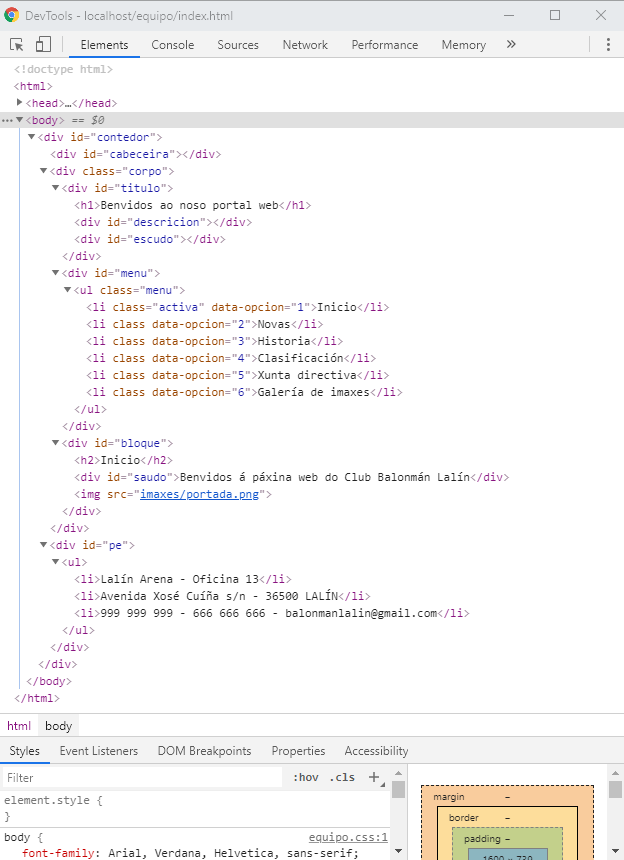 DevTools - localhost/equipo/index.html
Elements Console Sources Network Performance Memory »
<!doctype html>
<html>
<head>…</head>
<body> == $0
<div id="contedor">
<div id="cabeceira"></div>
<div class="corpo">
<div id="titulo">
<h1>Benvidos ao noso portal web</h1>
<div id="descricion"></div>
<div id="escudo"></div>
</div>
<div id="menu">
<ul class="menu">
<li class="activa" data-opcion="1">Inicio</li>
<li class data-opcion="2">Novas</li>
<li class data-opcion="3">Historia</li>
<li class data-opcion="4">Clasificación</li>
<li class data-opcion="5">Xunta directiva</li>
<li class data-opcion="6">Galería de imaxes</li>
</ul>
</div>
<div id="bloque">
<h2>Inicio</h2>
<div id="saudo">Benvidos á páxina web do Club Balonmán Lalín</div>
<img src="imaxes/portada.png">
</div>
</div>
<div id="pe">
<ul>
<li>Lalín Arena - Oficina 13</li>
<li>Avenida Xosé Cuíña s/n - 36500 LALÍN</li>
<li>999 999 999 - 666 666 666 - balonmanlalin@gmail.com</li>
</ul>
</div>
</div>
</body>
</html>
html body
Styles Event Listeners DOM Breakpoints Properties Accessibility
Filter :hov .cls +
element.style {
}
body { equipo.css:1
font-family: Arial, Verdana, Helvetica, sans-serif;
margin –
border –
padding –
1600 × 739